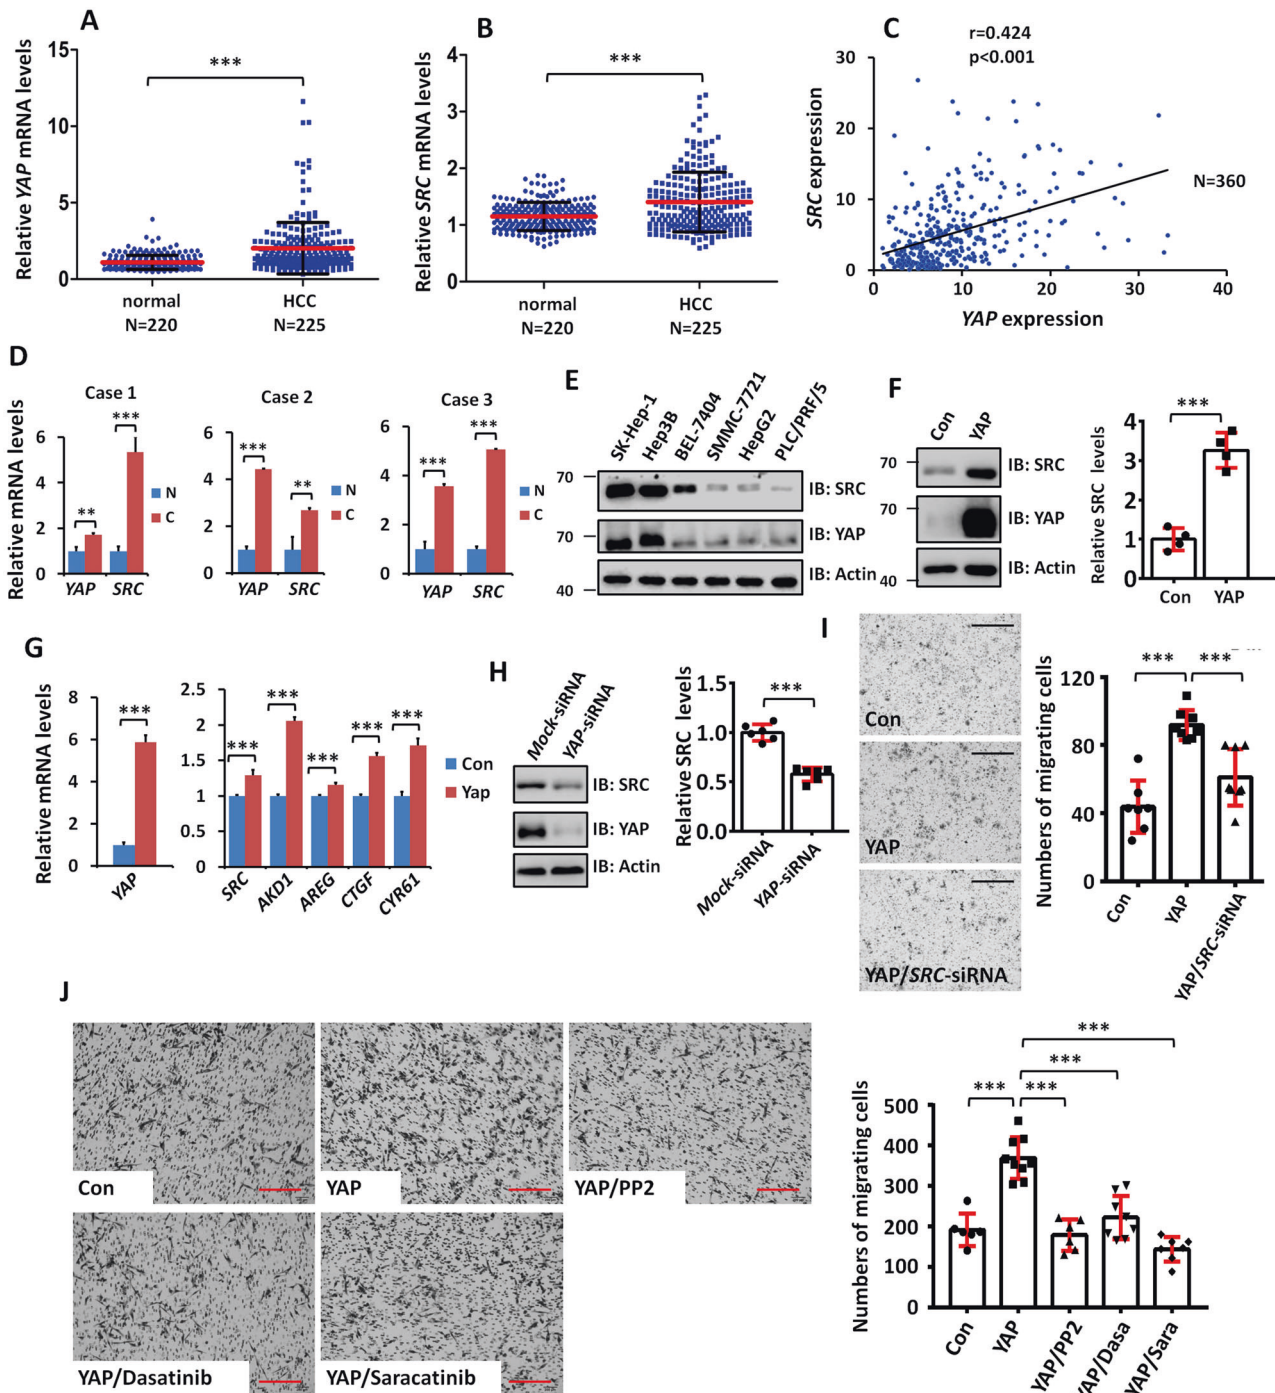 A
Relative YAP mRNA levels
15
10
5
0
***
normal
N=220
HCC
N=225
B
Relative SRC mRNA levels
4
3
2
1
0
***
normal
N=220
HCC
N=225
C
r=0.424
p<0.001
SRC expression
30
20
10
0
N=360
0
10
20
30
40
YAP expression
D
Relative mRNA levels
Case 1
8
6
4
2
0
**
***
YAP
SRC
N
C
Case 2
6
4
2
0
***
**
YAP
SRC
N
C
Case 3
6
4
2
0
***
***
YAP
SRC
N
C
E
SK-Hep-1
Hep3B
BEL-7404
SMMC-7721
HepG2
PLC/PRF/5
70
IB: SRC
70
IB: YAP
40
IB: Actin
F
Con
YAP
70
IB: SRC
70
IB: YAP
40
IB: Actin
Relative SRC levels
4
3
2
1
0
***
Con
YAP
G
Relative mRNA levels
8
6
4
2
0
***
YAP
2.5
2
1.5
1
0.5
0
***
***
***
***
***
SRC
AKD1
AREG
CTGF
CYR61
Con
Yap
H
Mock-siRNA
YAP-siRNA
IB: SRC
IB: YAP
IB: Actin
Relative SRC levels
1.5
1.0
0.5
0.0
***
Mock-siRNA
YAP-siRNA
I
Con
YAP
YAP/SRC-siRNA
Numbers of migrating cells
120
80
40
0
***
***
Con
YAP
YAP/SRC-siRNA
J
Con
YAP
YAP/PP2
YAP/Dasatinib
YAP/Saracatinib
Numbers of migrating cells
500
400
300
200
100
0
***
***
***
***
Con
YAP
YAP/PP2
YAP/Dasa
YAP/Sara